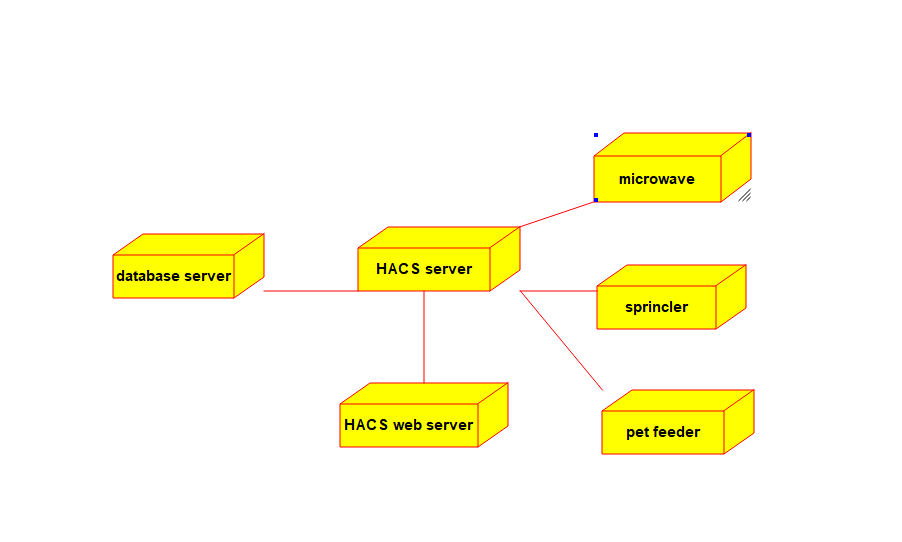 microwave
database server
HACS server
sprincler
HACS web server
pet feeder